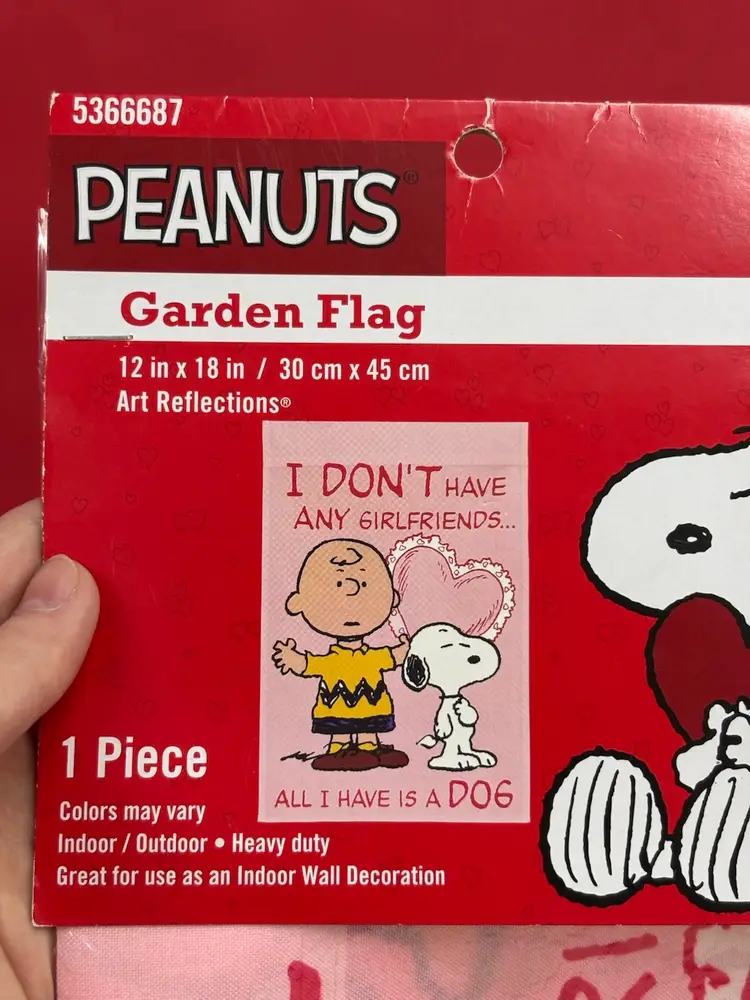 5366687
PEANUTS®
Garden Flag
12 in x 18 in / 30 cm x 45 cm
Art Reflections®
I DON'T HAVE
ANY GIRLFRIENDS...
ALL I HAVE IS A DOG
1 Piece
Colors may vary
Indoor / Outdoor • Heavy duty
Great for use as an Indoor Wall Decoration